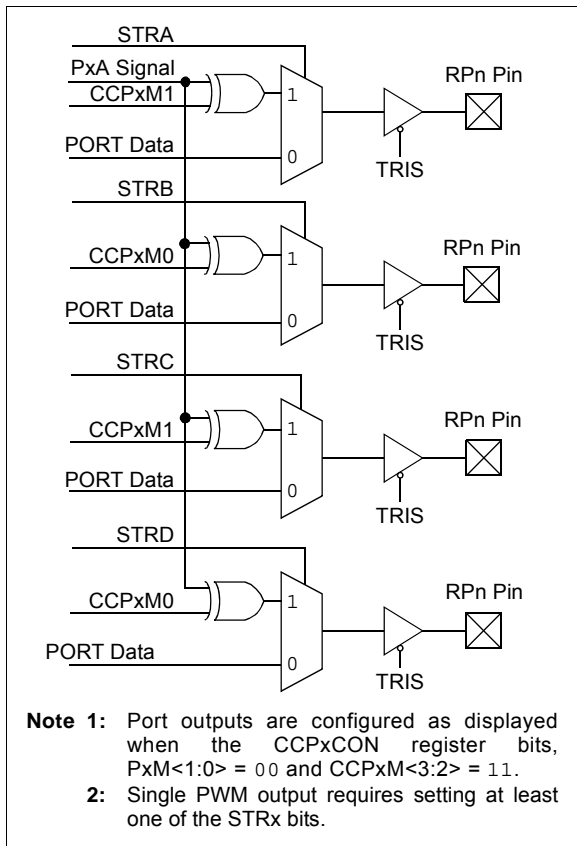 STRA
PxA Signal
RPn Pin
CCPxM1
1
PORT Data
0
TRIS
STRB
RPn Pin
CCPxM0
1
PORT Data
0
TRIS
STRC
RPn Pin
CCPxM1
1
PORT Data
0
TRIS
STRD
RPn Pin
CCPxM0
1
PORT Data
0
TRIS
Note 1: Port outputs are configured as displayed
when the CCPxCON register bits,
PxM<1:0> = 00 and CCPxM<3:2> = 11.
2: Single PWM output requires setting at least
one of the STRx bits.